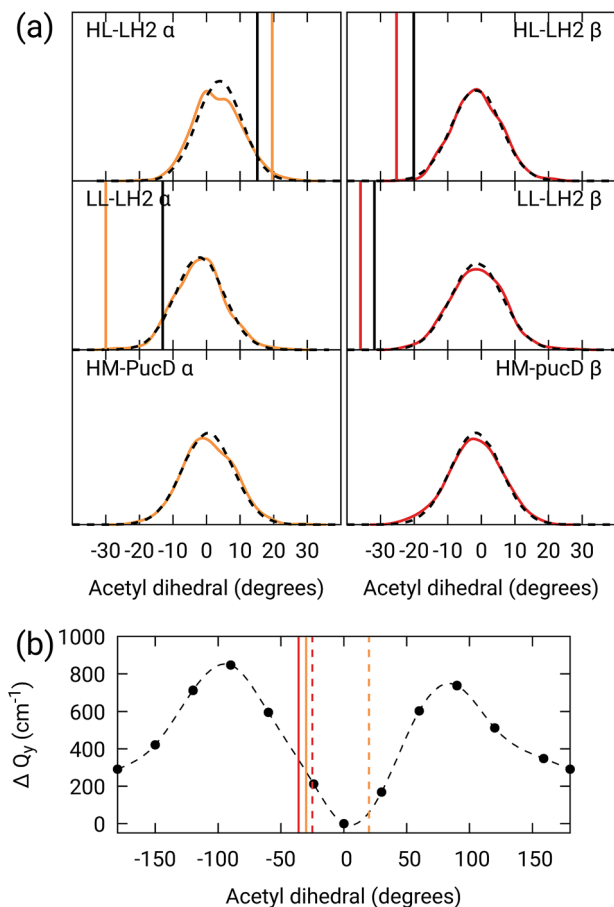 (a)
HL-LH2 α
HL-LH2 β
LL-LH2 α
LL-LH2 β
HM-PucD α
HM-pucD β
-30 -20 -10 0 10 20 30
-30 -20 -10 0 10 20 30
Acetyl dihedral (degrees)
Acetyl dihedral (degrees)
(b)
1000
800
600
400
200
0
Δ Qy (cm-1)
-150 -100 -50 0 50 100 150
Acetyl dihedral (degrees)